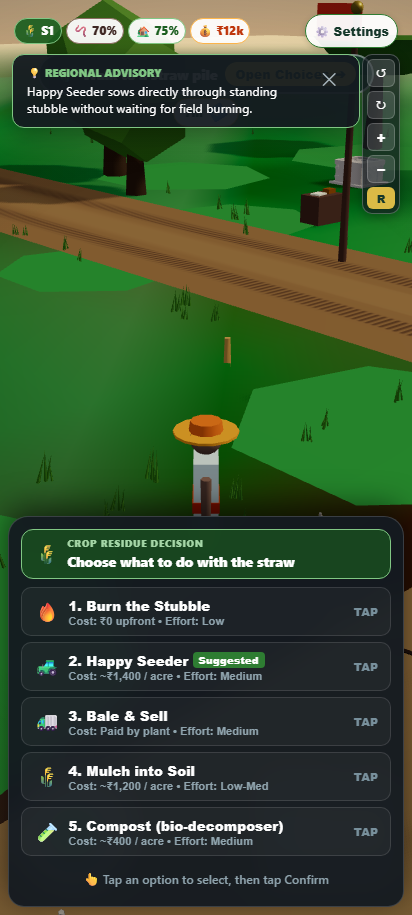 S1
70%
75%
₹12k
Settings
REGIONAL ADVISORY
Happy Seeder sows directly through standing
stubble without waiting for field burning.
R
CROP RESIDUE DECISION
Choose what to do with the straw
1. Burn the Stubble
Cost: ₹0 upfront • Effort: Low
TAP
2. Happy Seeder Suggested
Cost: ~₹1,400 / acre • Effort: Medium
TAP
3. Bale & Sell
Cost: Paid by plant • Effort: Medium
TAP
4. Mulch into Soil
Cost: ~₹1,200 / acre • Effort: Low-Med
TAP
5. Compost (bio-decomposer)
Cost: ~₹400 / acre • Effort: Medium
TAP
Tap an option to select, then tap Confirm